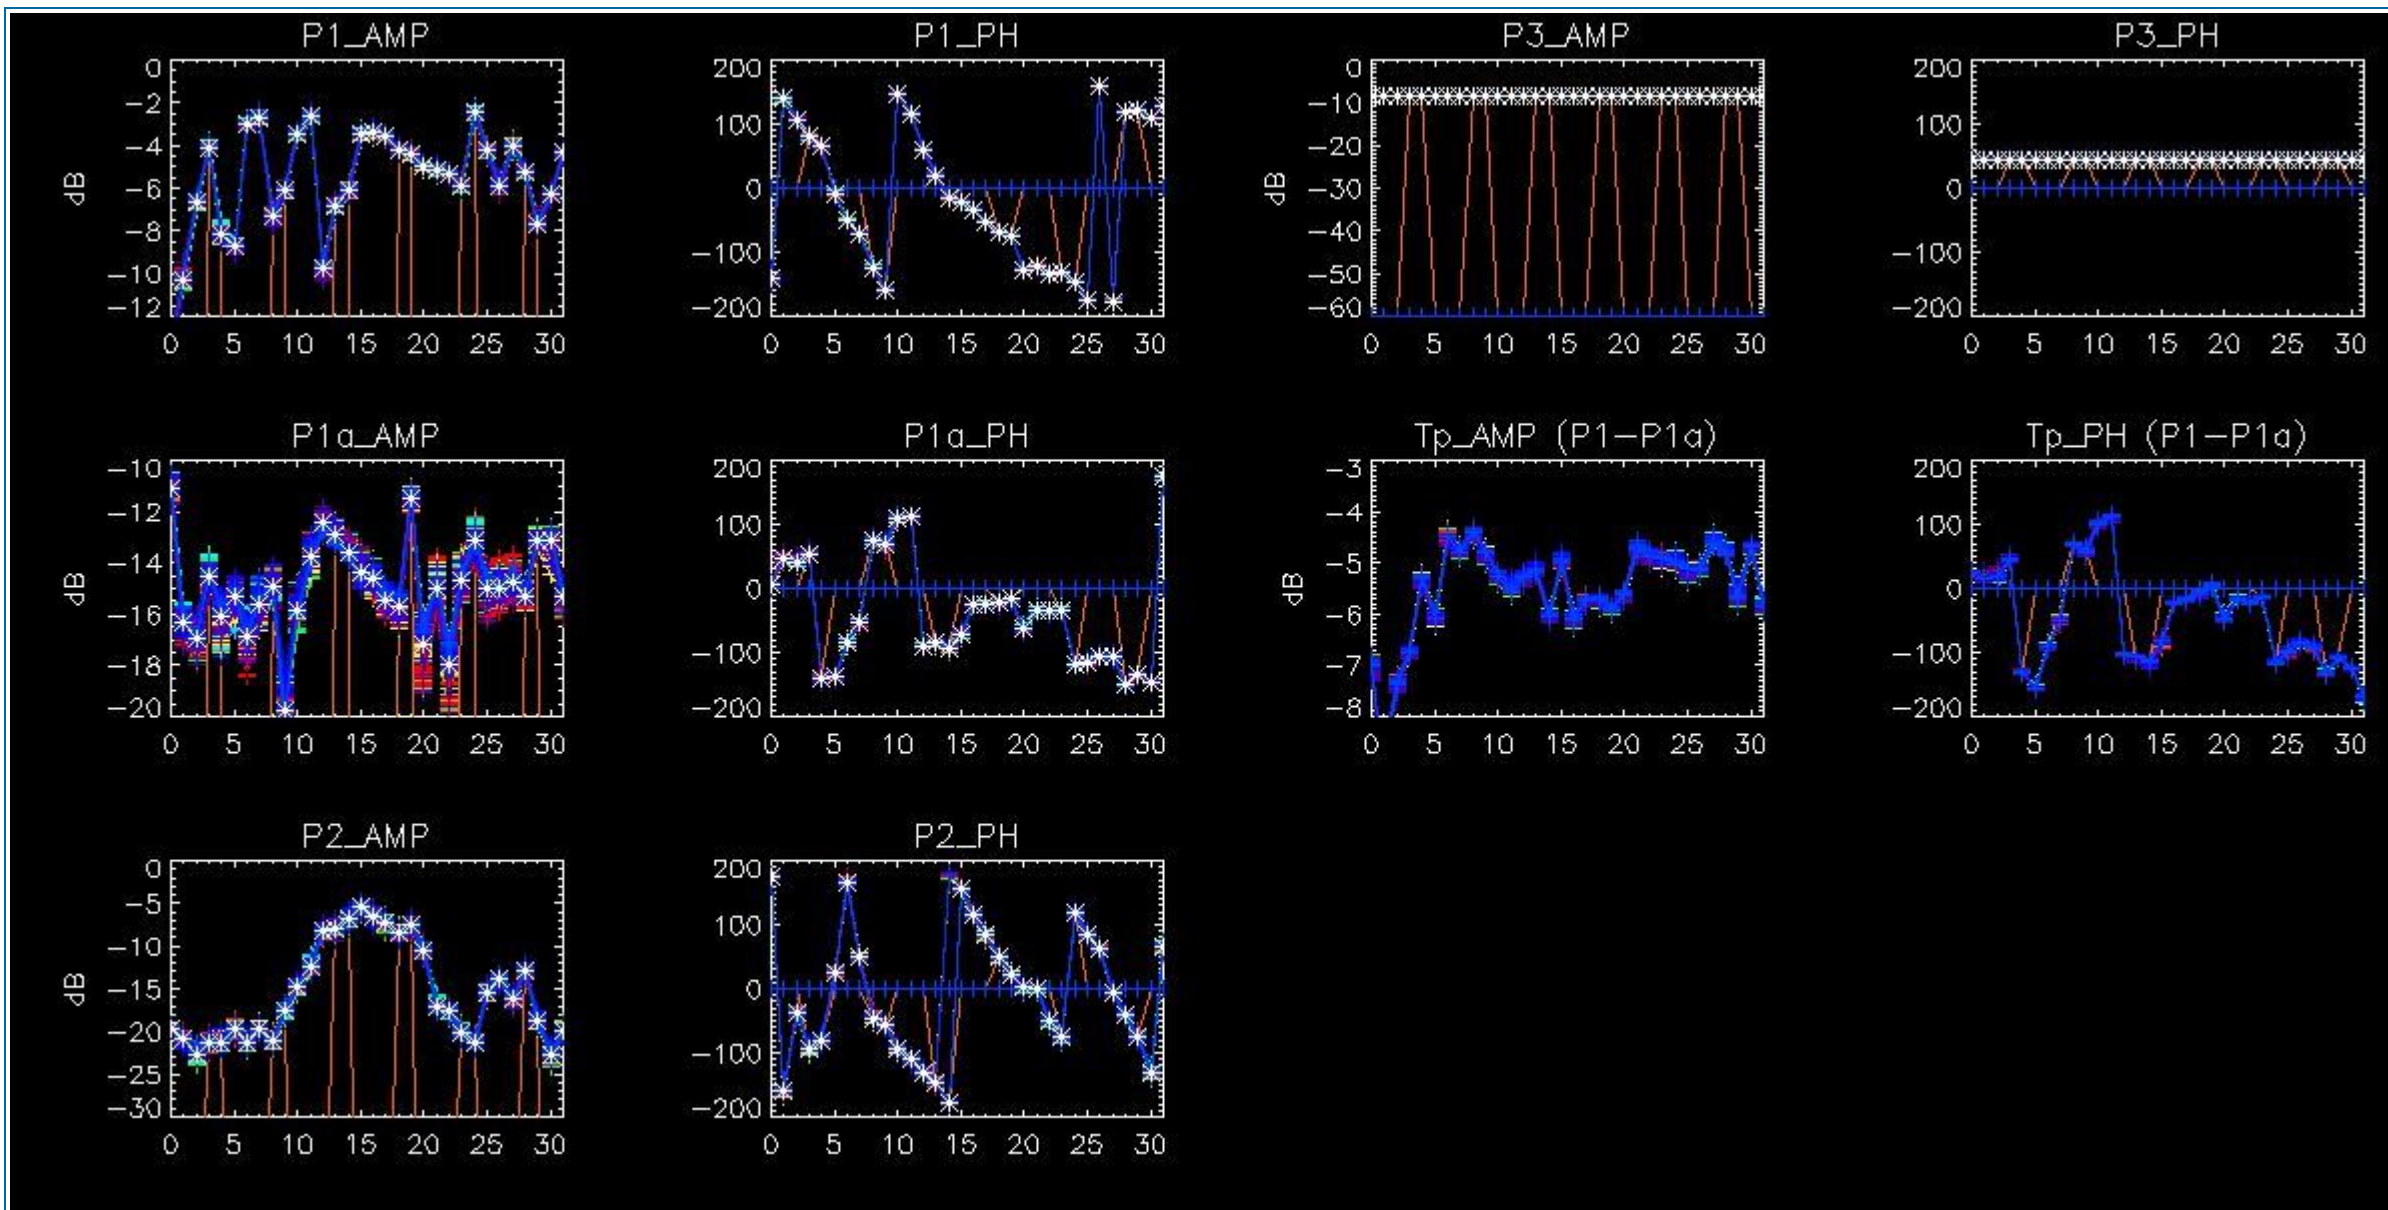 P1_AMP P1_PH P3_AMP P3_PH
0 200 0 200
-2 100 -10 100
-4 0 -20 0
-6 -100 -30 -100
-8 -200 -40 -200
-10 -50
-12 -60
dB dB
0 5 10 15 20 25 30 0 5 10 15 20 25 30 0 5 10 15 20 25 30 0 5 10 15 20 25 30
P1a_AMP P1a_PH Tp_AMP (P1-P1a) Tp_PH (P1-P1a)
-10 200 -3 200
-12 100 -4 100
-14 0 -5 0
-16 -100 -6 -100
-18 -200 -7 -200
-20 -8
dB dB
0 5 10 15 20 25 30 0 5 10 15 20 25 30 0 5 10 15 20 25 30 0 5 10 15 20 25 30
P2_AMP P2_PH
0 200
-5 100
-10 0
-15 -100
-20 -200
-25
-30
dB
0 5 10 15 20 25 30 0 5 10 15 20 25 30